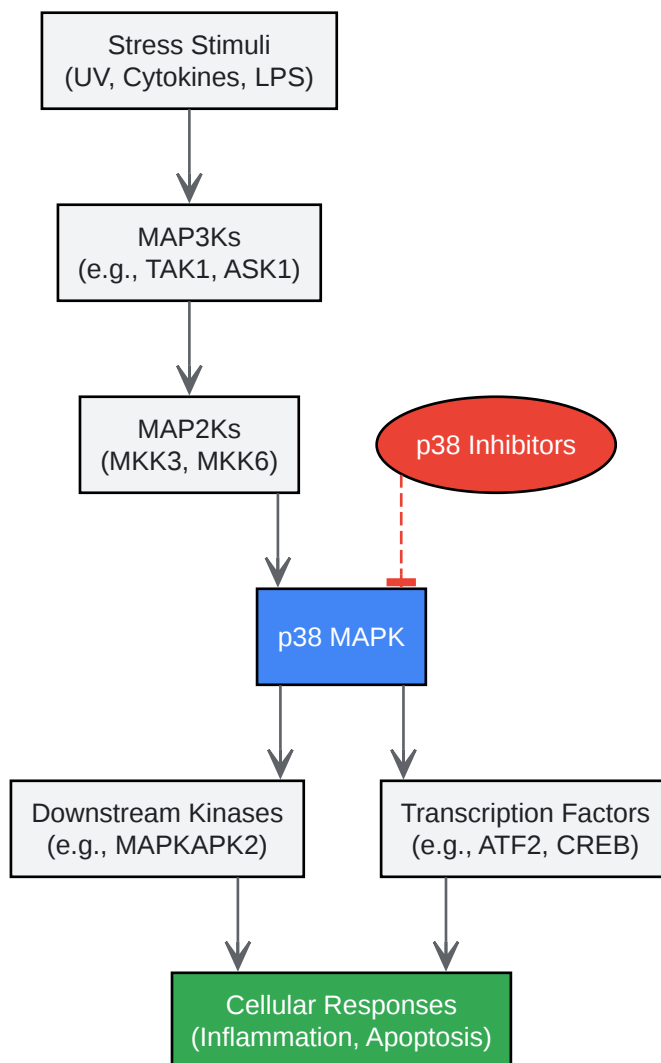 Stress Stimuli
(UV, Cytokines, LPS)
MAP3Ks
(e.g., TAK1, ASK1)
MAP2Ks
(MKK3, MKK6)
p38 Inhibitors
p38 MAPK
Downstream Kinases
(e.g., MAPKAPK2)
Transcription Factors
(e.g., ATF2, CREB)
Cellular Responses
(Inflammation, Apoptosis)